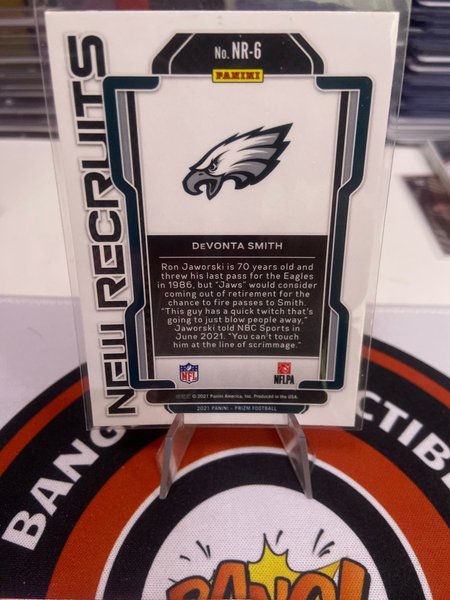 No. NR-6
PANINI
NEW RECRUITS
DEVONTA SMITH
Ron Jaworski is 70 years old and
threw his last pass for the Eagles
in 1986, but "Jaws" would consider
coming out of retirement for the
chance to fire passes to Smith.
"This guy has a quick twitch that's
going to just blow people away,"
Jaworski told NBC Sports in
June 2021. "You can't touch
him at the line of scrimmage."
NFL
NFLPA
© 2021 Panini America, Inc. Produced in the USA.
2021 PANINI - PRIZM FOOTBALL
BANG
CTIBLE
BANG!